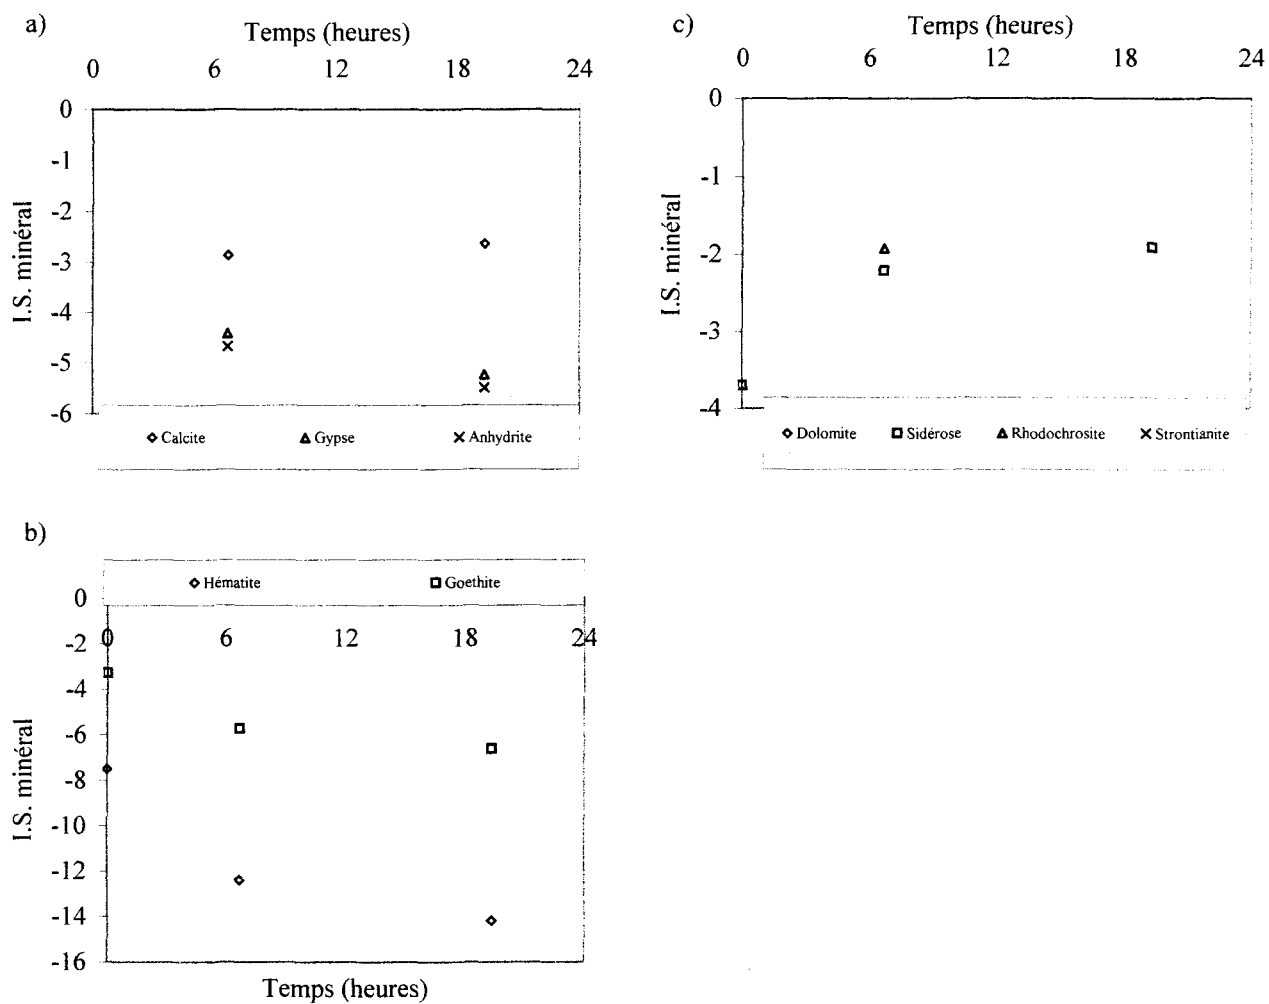 a)
Temps (heures)
0 6 12 18 24
0
-1
-2
-3
-4
-5
-6
I.S. minéral
Calcite Gypse Anhydrite
c)
Temps (heures)
0 6 12 18 24
0
-1
-2
-3
-4
I.S. minéral
Dolomite Sidérose Rhodochrosite Strontianite
b)
Hématite Goethite
0
0 6 12 18 24
-2
-4
-6
-8
-10
-12
-14
-16
I.S. minéral
Temps (heures)